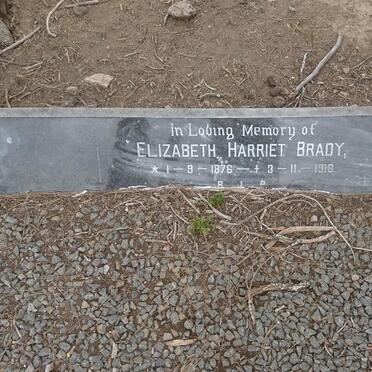 In Loving Memory of
ELIZABETH HARRIET BRADY,
★ 1-9-1876 - ✝ 3-11-1910
R.I.P.